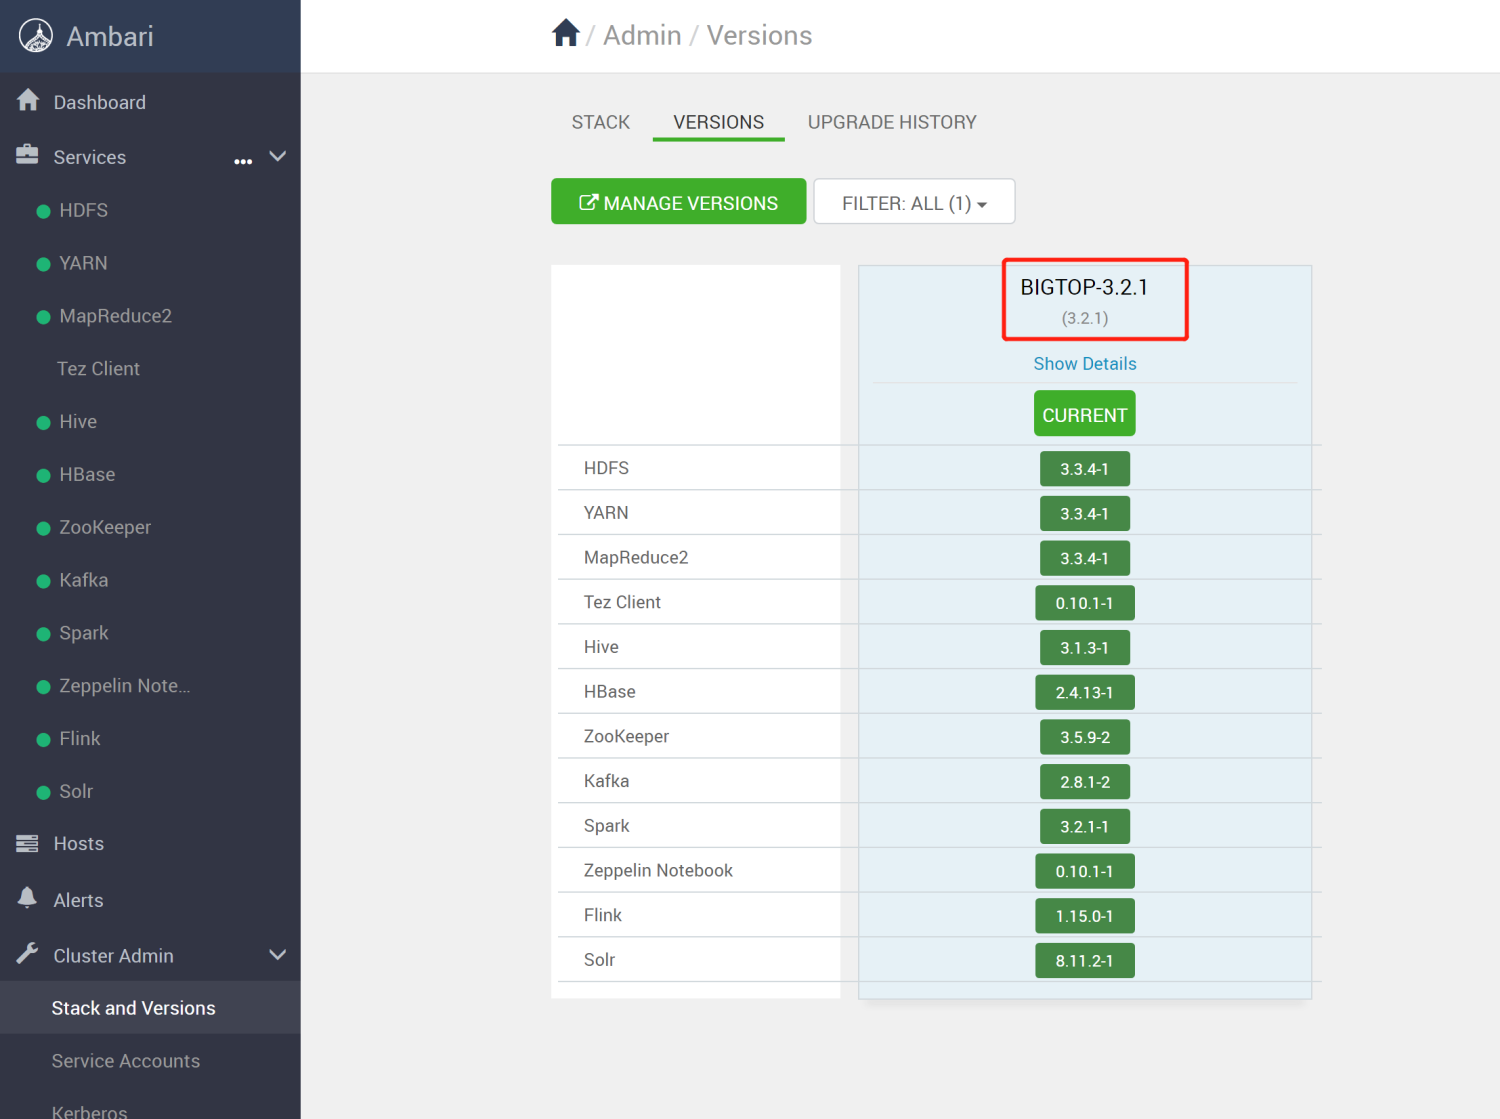 Ambari
Dashboard
Services ...
HDFS
YARN
MapReduce2
Tez Client
Hive
HBase
ZooKeeper
Kafka
Spark
Zeppelin Note...
Flink
Solr
Hosts
Alerts
Cluster Admin
Stack and Versions
Service Accounts
Kerberos
/ Admin / Versions
STACK VERSIONS UPGRADE HISTORY
MANAGE VERSIONS FILTER: ALL (1)
BIGTOP-3.2.1
(3.2.1)
Show Details
CURRENT
HDFS 3.3.4-1
YARN 3.3.4-1
MapReduce2 3.3.4-1
Tez Client 0.10.1-1
Hive 3.1.3-1
HBase 2.4.13-1
ZooKeeper 3.5.9-2
Kafka 2.8.1-2
Spark 3.2.1-1
Zeppelin Notebook 0.10.1-1
Flink 1.15.0-1
Solr 8.11.2-1